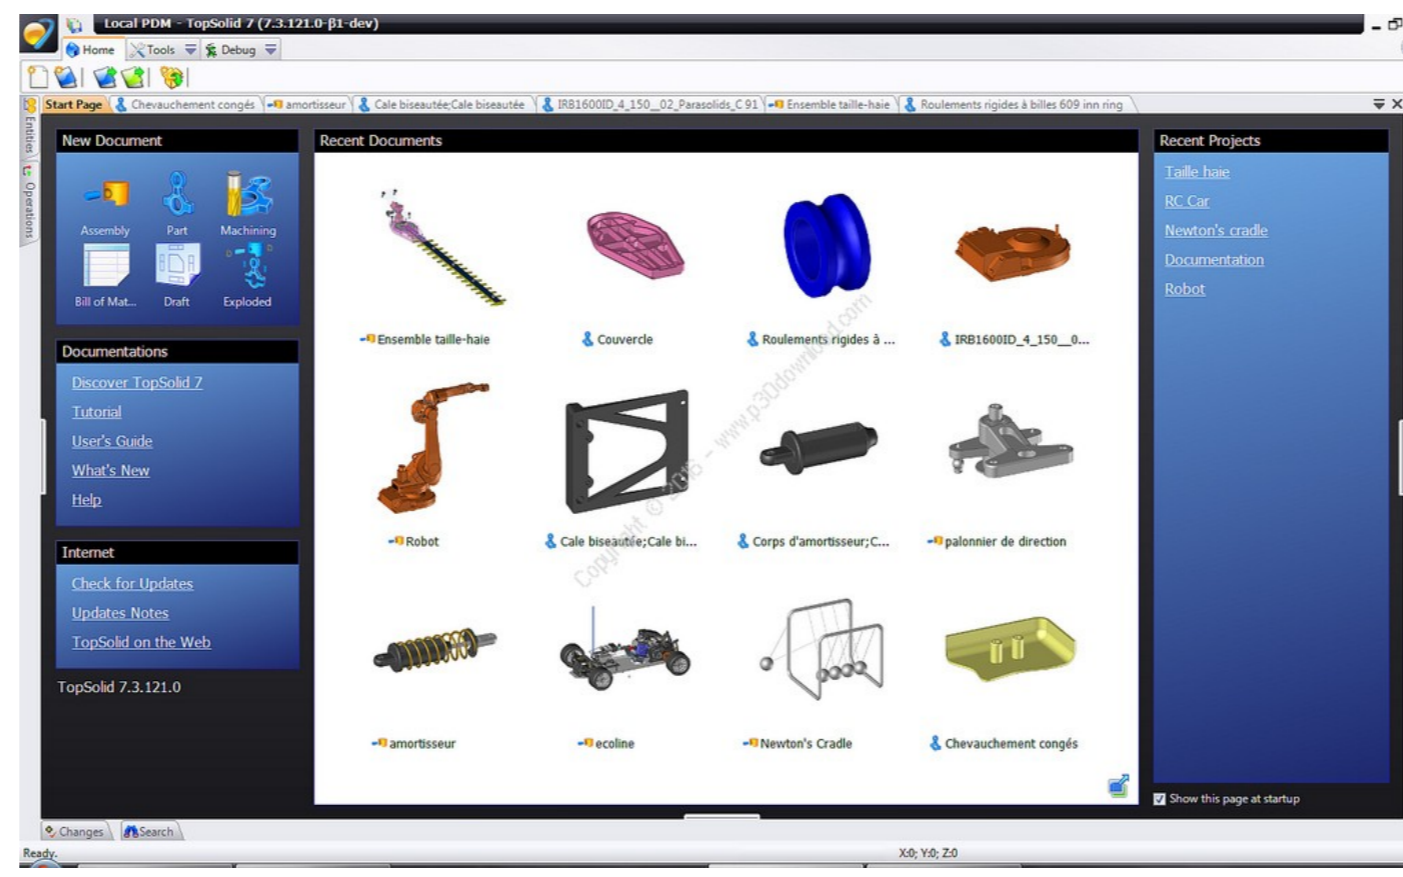 Local PDM - TopSolid 7 (7.3.121.0-β1-dev)
Home Tools Debug
Start Page Chevauchement congés amortisseur Cale biseautée;Cale biseautée IRB1600ID_4_150__02_Parasolids_C 91 Ensemble taille-haie Roulements rigides à billes 609 inn ring
Entities
Operations
New Document
Assembly Part Machining
Bill of Mat... Draft Exploded
Documentations
Discover TopSolid 7
Tutorial
User's Guide
What's New
Help
Internet
Check for Updates
Updates Notes
TopSolid on the Web
TopSolid 7.3.121.0
Recent Documents
Ensemble taille-haie Couvercle Roulements rigides à ... IRB1600ID_4_150__0...
Robot Cale biseautée;Cale bi... Corps d'amortisseur;C... palonnier de direction
amortisseur ecoline Newton's Cradle Chevauchement congés
Copyright © 2016 - www.p30download.com
Recent Projects
Taille haie
RC Car
Newton's cradle
Documentation
Robot
Show this page at startup
Changes Search
Ready. X:0; Y:0; Z:0